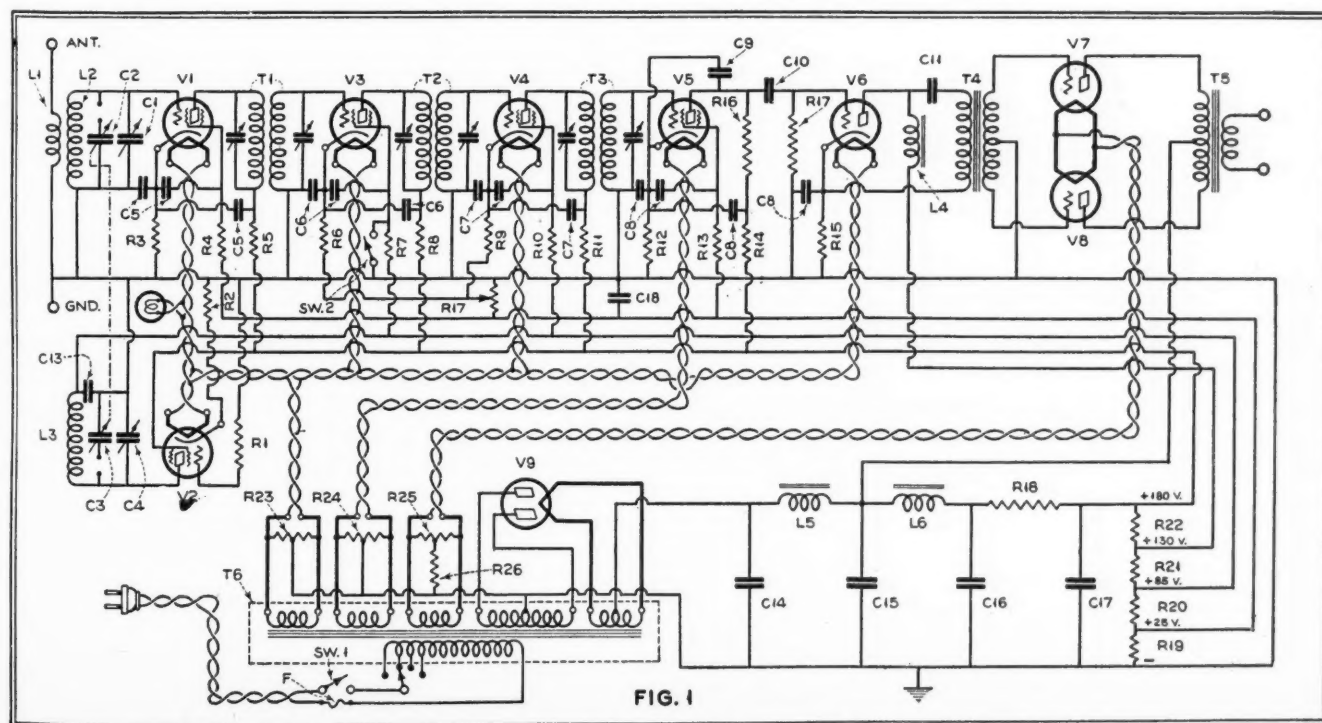 ANT.
L1
L2
C2
C1
V1
T1
V3
T2
V4
T3
V5
C9
C10
V6
C11
T4
V7
T5
R16
R17
C5
C6
C6
C7
C8
C8
L4
V8
R3
R4
C5
R5
R6
R7
R8
R9
R10
C7
R11
R12
R13
C8
R14
R15
GND.
R2
SW.2
R17
C18
C13
L3
C3
C4
V2
R1
R23
R24
R25
V9
R26
T6
L5
L6
R18
+180 V.
R22
+130 V.
R21
+85 V.
R20
+25 V.
R19
-
C14
C15
C16
C17
SW.1
F
FIG. 1